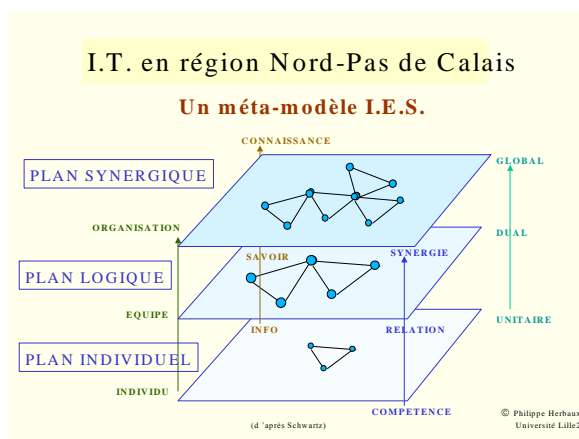 I.T. en région Nord-Pas de Calais
Un méta-modèle I.E.S.
CONNAISSANCE
GLOBAL
PLAN SYNERGIQUE
ORGANISATION
DUAL
SAVOIR
SYNERGIE
PLAN LOGIQUE
EQUIPE
UNITAIRE
INFO
RELATION
PLAN INDIVIDUEL
INDIVIDU
COMPETENCE
© Philippe Herbaux
(d 'après Schwartz)
Université Lille2